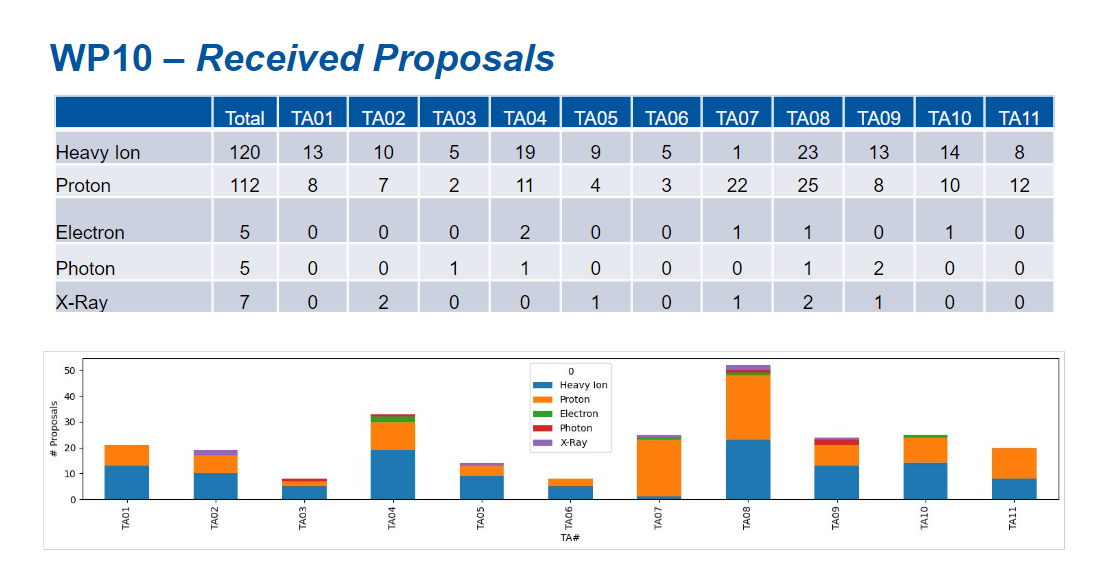 WP10 – Received Proposals
Total TA01 TA02 TA03 TA04 TA05 TA06 TA07 TA08 TA09 TA10 TA11
Heavy Ion 120 13 10 5 19 9 5 1 23 13 14 8
Proton 112 8 7 2 11 4 3 22 25 8 10 12
Electron 5 0 0 0 2 0 0 1 1 0 1 0
Photon 5 0 0 1 1 0 0 0 1 2 0 0
X-Ray 7 0 2 0 0 1 0 1 2 1 0 0
# Proposals
50
40
30
20
10
0
0
Heavy Ion
Proton
Electron
Photon
X-Ray
TA01 TA02 TA03 TA04 TA05 TA06 TA07 TA08 TA09 TA10 TA11
TA#